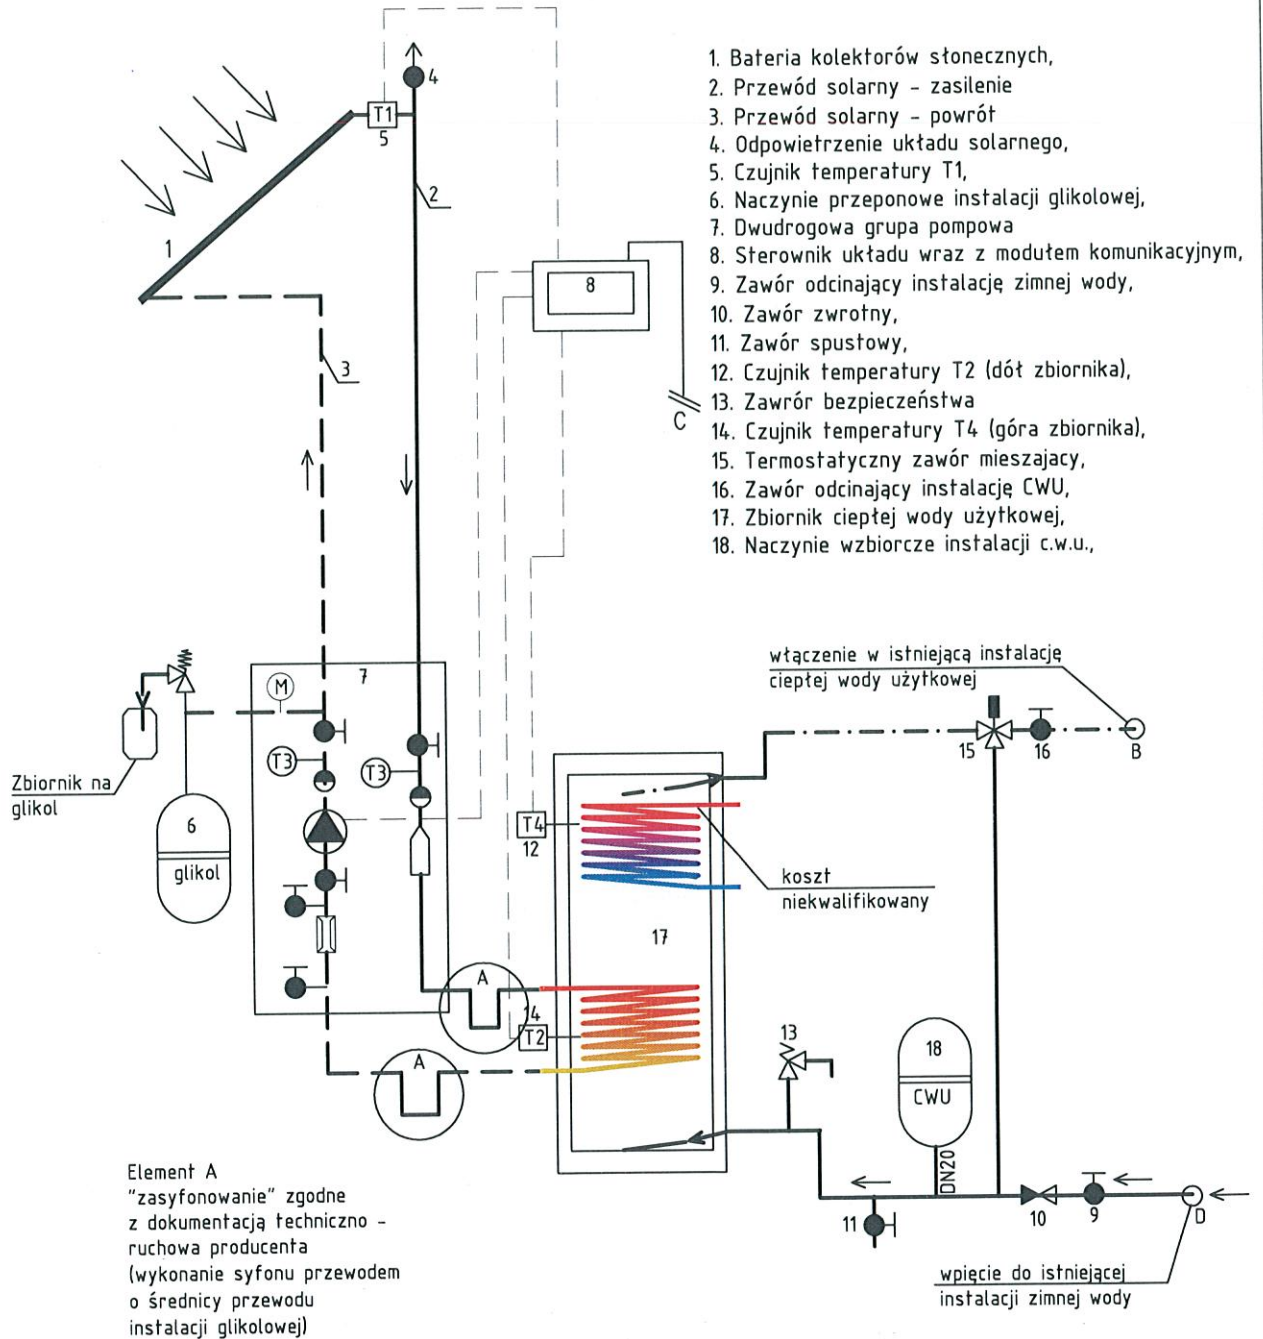 1. Bateria kolektorów słonecznych,
2. Przewód solarny - zasilenie
3. Przewód solarny - powrót
4. Odpowietrzenie układu solarnego,
5. Czujnik temperatury T1,
6. Naczynie przeponowe instalacji glikolowej,
7. Dwudrogowa grupa pompowa
8. Sterownik układu wraz z modułem komunikacyjnym,
9. Zawór odcinający instalację zimnej wody,
10. Zawór zwrotny,
11. Zawór spustowy,
12. Czujnik temperatury T2 (dół zbiornika),
13. Zawrór bezpieczeństwa
14. Czujnik temperatury T4 (góra zbiornika),
15. Termostatyczny zawór mieszajacy,
16. Zawór odcinający instalację CWU,
17. Zbiornik ciepłej wody użytkowej,
18. Naczynie wzbiorcze instalacji c.w.u.,
T1
5
4
2
1
3
8
C
7
M
T3
T3
Zbiornik na
glikol
6
glikol
włączenie w istniejącą instalację
ciepłej wody użytkowej
15
16
B
T4
12
koszt
niekwalifikowany
17
A
14
T2
A
13
18
CWU
DN20
11
10
9
D
wpięcie do istniejącej
instalacji zimnej wody
Element A
"zasyfonowanie" zgodne
z dokumentacją techniczno -
ruchowa producenta
(wykonanie syfonu przewodem
o średnicy przewodu
instalacji glikolowej)